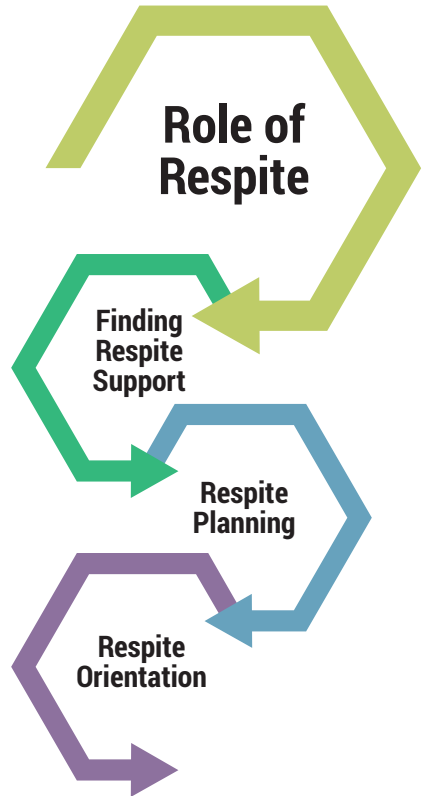 Role of
Respite
Finding
Respite
Support
Respite
Planning
Respite
Orientation